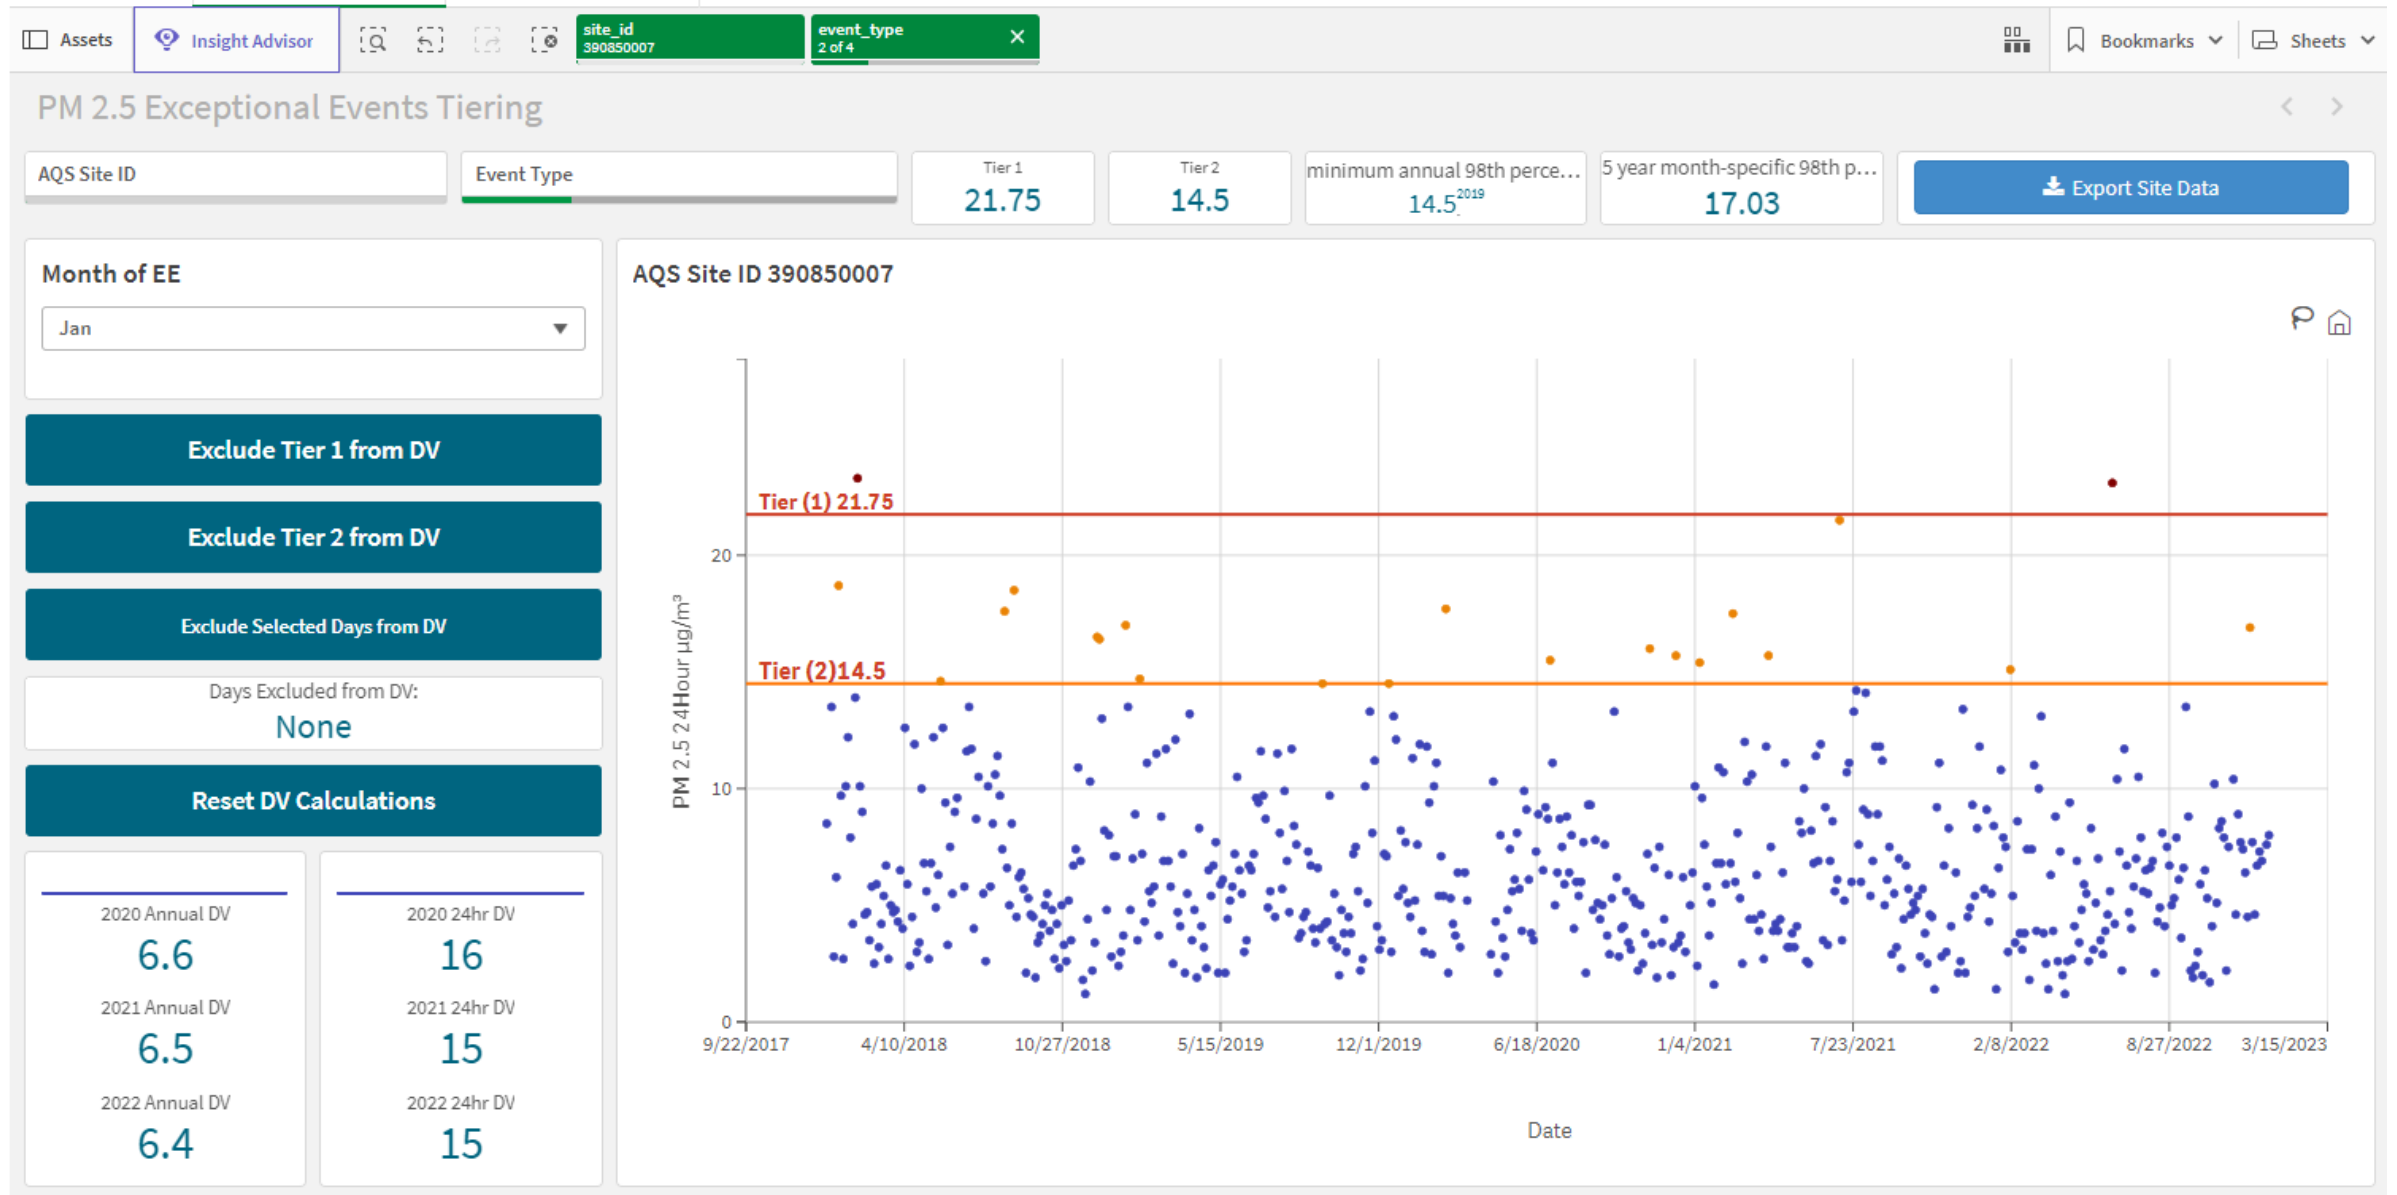 Assets
Insight Advisor
site_id
390850007
event_type
2 of 4
Bookmarks
Sheets
PM 2.5 Exceptional Events Tiering
AQS Site ID
Event Type
Tier 1
21.75
Tier 2
14.5
minimum annual 98th perce...
14.5 2019
5 year month-specific 98th p...
17.03
Export Site Data
Month of EE
Jan
Exclude Tier 1 from DV
Exclude Tier 2 from DV
Exclude Selected Days from DV
Days Excluded from DV:
None
Reset DV Calculations
2020 Annual DV
6.6
2021 Annual DV
6.5
2022 Annual DV
6.4
2020 24hr DV
16
2021 24hr DV
15
2022 24hr DV
15
AQS Site ID 390850007
Tier (1) 21.75
Tier (2)14.5
PM 2.5 24Hour µg/m³
20
10
0
9/22/2017
4/10/2018
10/27/2018
5/15/2019
12/1/2019
6/18/2020
1/4/2021
7/23/2021
2/8/2022
8/27/2022
3/15/2023
Date